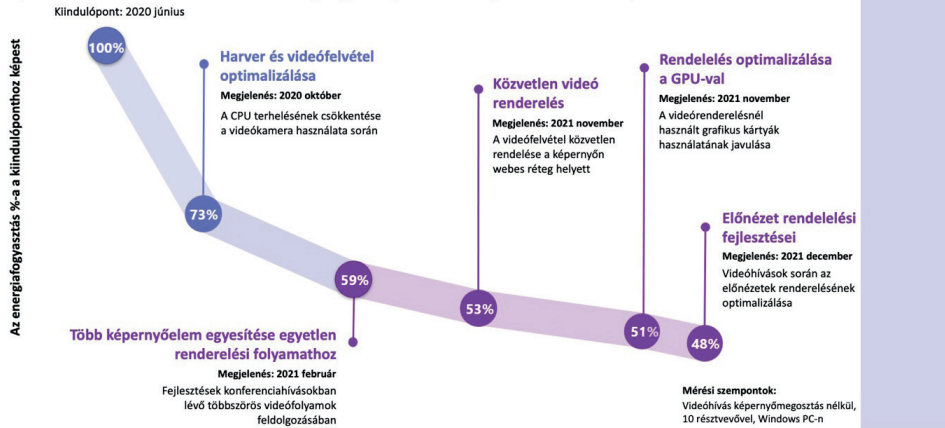 Kiindulópont: 2020 június
Az energiafogyasztás %-a a kiindulóponthoz képest
100%
Harver és videófelvétel
optimalizálása
Megjelenés: 2020 október
A CPU terhelésének csökkentése
a videókamera használata során
73%
59%
Több képernyőelem egyesítése egyetlen
renderelési folyamathoz
Megjelenés: 2021 február
Fejlesztések konferenciahívásokban
lévő többszörös videófolyamok
feldolgozásában
Közvetlen videó
renderelés
Megjelenés: 2021 november
A videófelvétel közvetlen
rendelése a képernyőn
webes réteg helyett
53%
Rendelelés optimalizálása
a GPU-val
Megjelenés: 2021 november
A videórenderelésnél
használt grafikus kártyák
használatának javulása
51%
Előnézet rendelelési
fejlesztései
Megjelenés: 2021 december
Videóhívások során az
előnézetek renderelésének
optimalizálása
48%
Mérési szempontok:
Videóhívás képernyőmegosztás nélkül,
10 résztvevővel, Windows PC-n